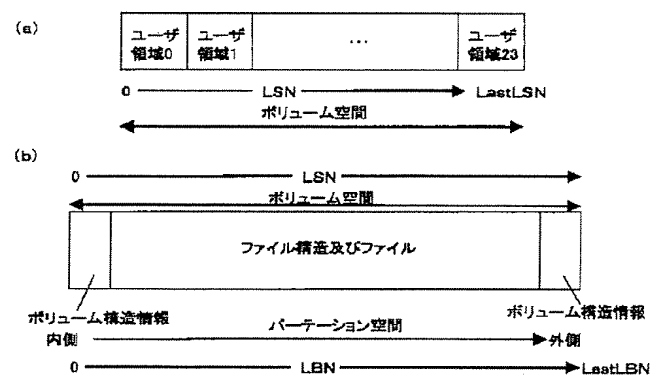 (a)
ユーザ
領域0
ユーザ
領域1
...
ユーザ
領域23
0 LSN LastLSN
ボリューム空間
(b)
0 LSN
ボリューム空間
ファイル構造及びファイル
ボリューム構造情報 ボリューム構造情報
内側 パーテーション空間 外側
0 LBN LastLBN